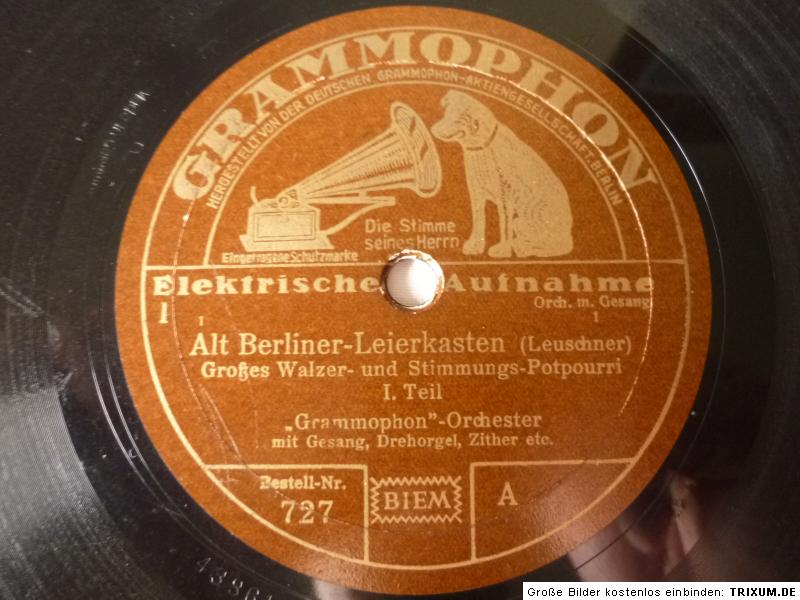 GRAMMOPHON
HERGESTELLT VON DER DEUTSCHEN GRAMMOPHON-AKTIENGESELLSCHAFT. BERLIN
Die Stimme
seines Herrn
Eingetragene Schutzmarke
Elektrische Aufnahme
Orch. m. Gesang
1 1
Alt Berliner-Leierkasten (Leuschner)
Großes Walzer- und Stimmungs-Potpourri
I. Teil
„Grammophon"-Orchester
mit Gesang, Drehorgel, Zither etc.
Bestell-Nr.
727
BIEM
A
Große Bilder kostenlos einbinden: TRIXUM.DE